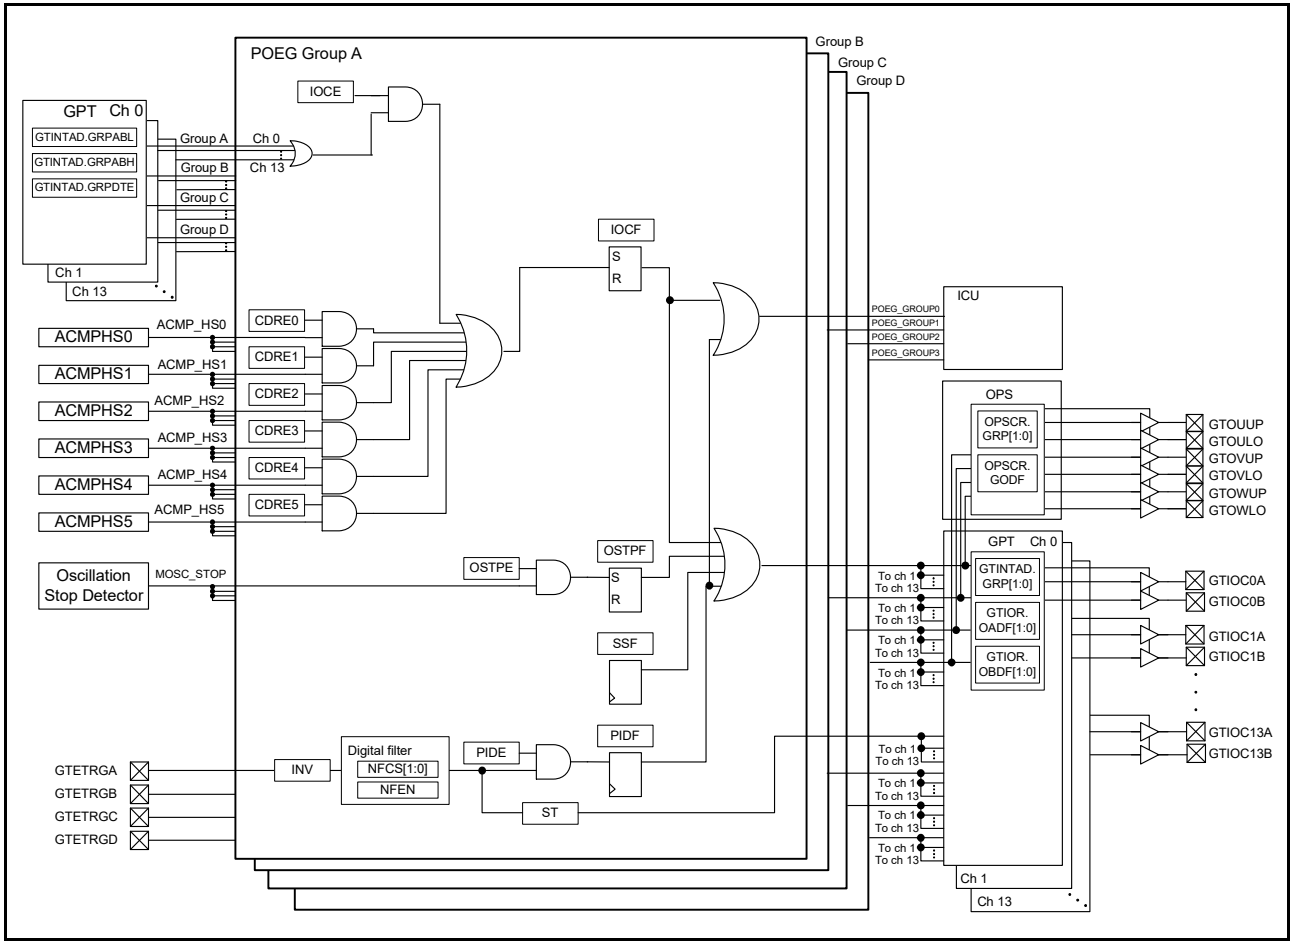 POEG Group A
Group B
Group C
Group D
IOCE
GPT Ch 0
GTINTAD.GRPABL
GTINTAD.GRPABH
GTINTAD.GRPDTE
Group A
Group B
Group C
Group D
Ch 0
Ch 13
Ch 1
Ch 13
IOCF
S
R
ACMPHS0
ACMPHS1
ACMPHS2
ACMPHS3
ACMPHS4
ACMPHS5
ACMP_HS0
ACMP_HS1
ACMP_HS2
ACMP_HS3
ACMP_HS4
ACMP_HS5
CDRE0
CDRE1
CDRE2
CDRE3
CDRE4
CDRE5
POEG_GROUP0
POEG_GROUP1
POEG_GROUP2
POEG_GROUP3
ICU
OPS
OPSCR.
GRP[1:0]
OPSCR.
GODF
GTOUUP
GTOULO
GTOVUP
GTOVLO
GTOWUP
GTOWLO
Oscillation
Stop Detector
MOSC_STOP
OSTPE
OSTPF
S
R
SSF
GPT Ch 0
GTINTAD.
GRP[1:0]
GTIOR.
OADF[1:0]
GTIOR.
OBDF[1:0]
To ch 1
To ch 13
To ch 1
To ch 13
To ch 1
To ch 13
To ch 1
To ch 13
GTIOC0A
GTIOC0B
GTIOC1A
GTIOC1B
GTIOC13A
GTIOC13B
PIDE
PIDF
Digital filter
NFCS[1:0]
NFEN
INV
ST
GTETRGA
GTETRGB
GTETRGC
GTETRGD
To ch 1
To ch 13
To ch 1
To ch 13
To ch 1
To ch 13
To ch 1
To ch 13
Ch 1
Ch 13